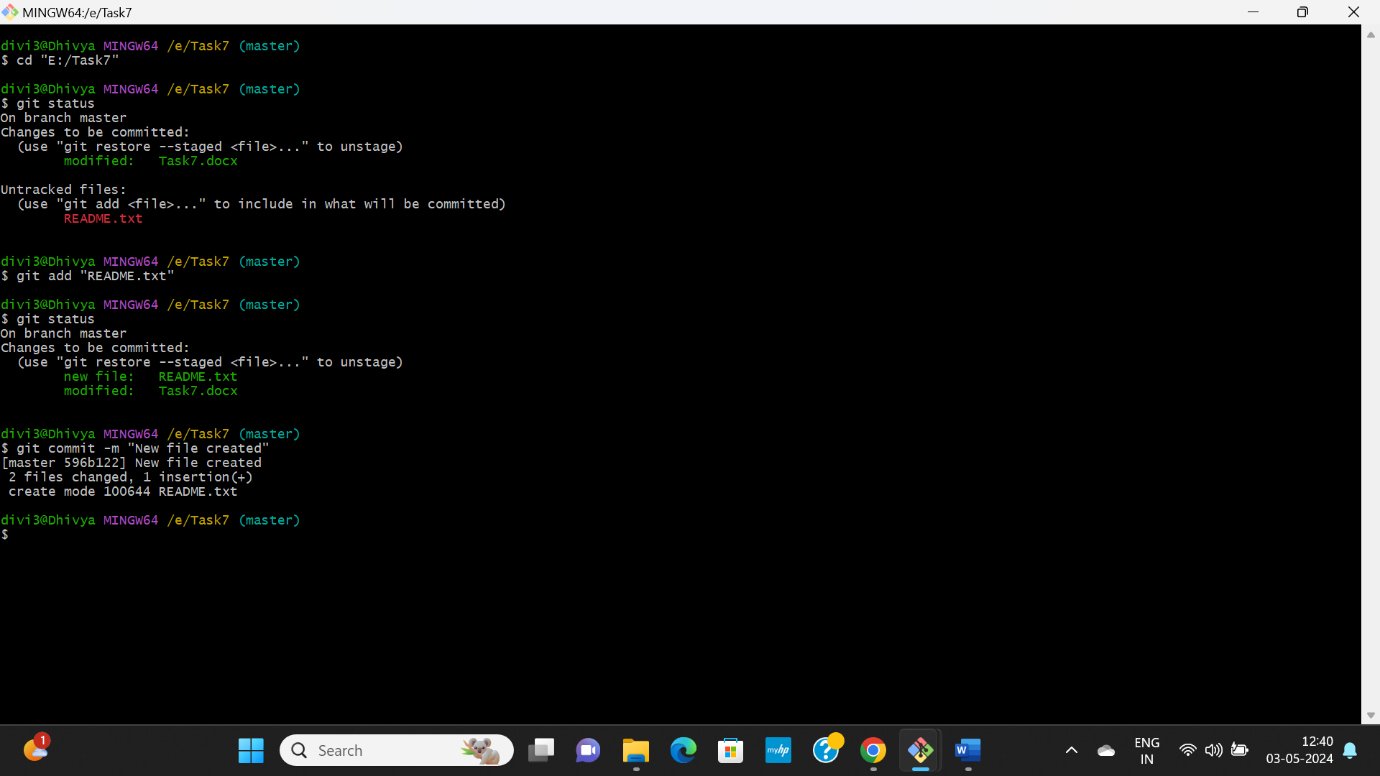 MINGW64:/e/Task7
divi3@Dhivya MINGW64 /e/Task7 (master)
$ cd "E:/Task7"
divi3@Dhivya MINGW64 /e/Task7 (master)
$ git status
On branch master
Changes to be committed:
  (use "git restore --staged <file>..." to unstage)
        modified:   Task7.docx
Untracked files:
  (use "git add <file>..." to include in what will be committed)
        README.txt
divi3@Dhivya MINGW64 /e/Task7 (master)
$ git add "README.txt"
divi3@Dhivya MINGW64 /e/Task7 (master)
$ git status
On branch master
Changes to be committed:
  (use "git restore --staged <file>..." to unstage)
        new file:   README.txt
        modified:   Task7.docx
divi3@Dhivya MINGW64 /e/Task7 (master)
$ git commit -m "New file created"
[master 596b122] New file created
 2 files changed, 1 insertion(+)
 create mode 100644 README.txt
divi3@Dhivya MINGW64 /e/Task7 (master)
$
1
Search
myhp
?
W
ENG
IN
12:40
03-05-2024